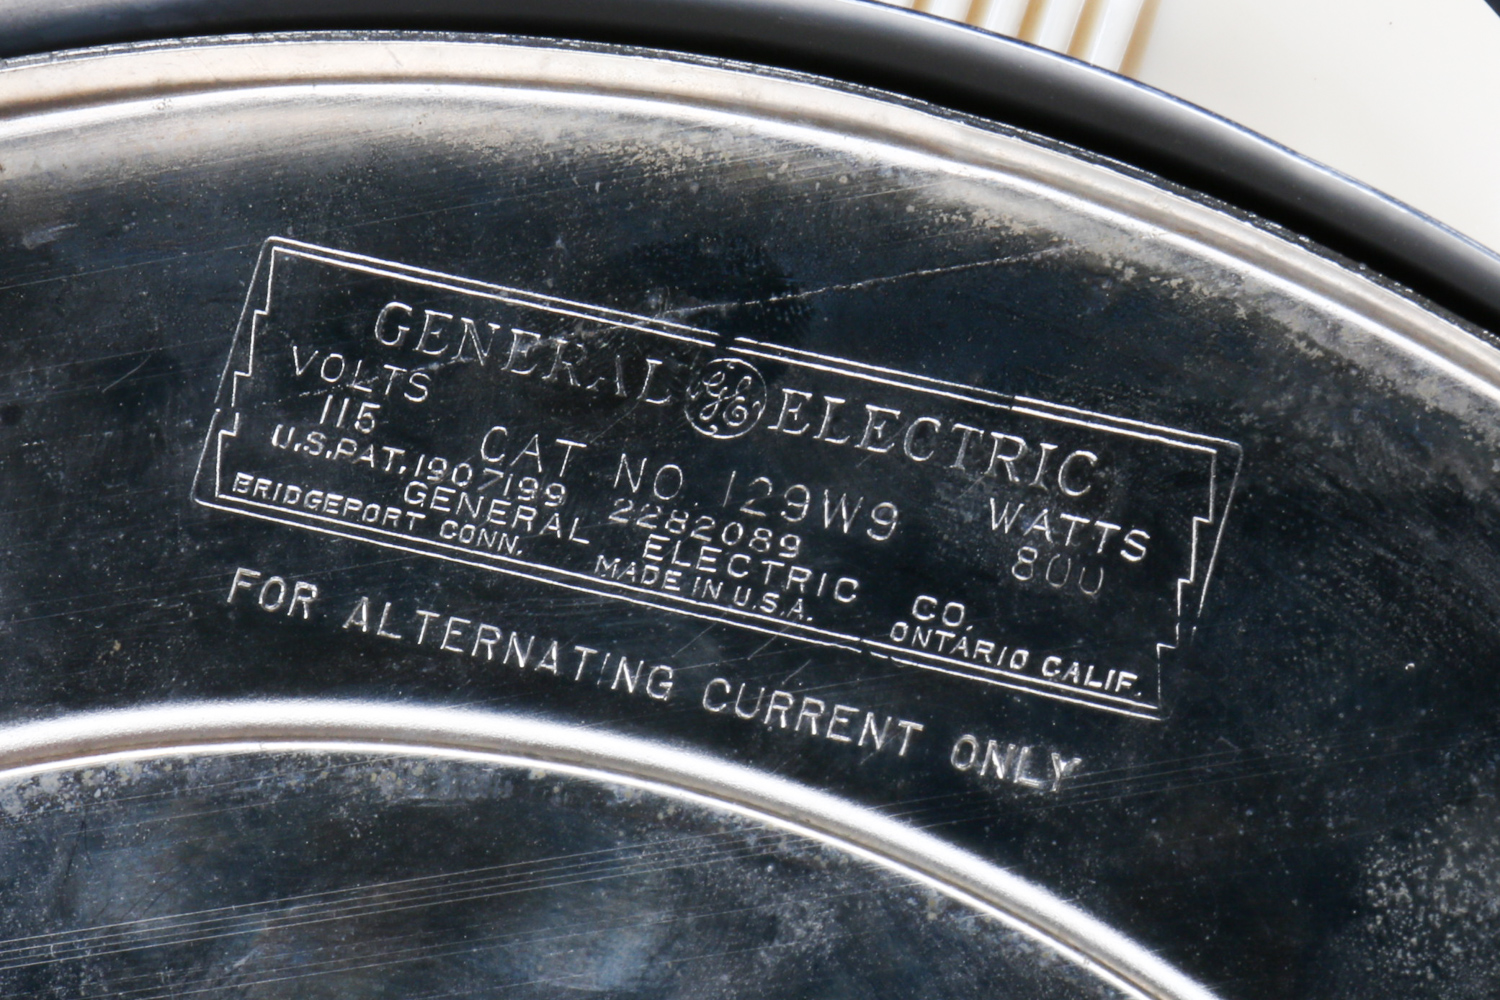 GENERAL GE ELECTRIC
VOLTS
115
CAT NO. 129W9
WATTS
800
U.S.PAT. 1907199 2282089
GENERAL ELECTRIC CO.
BRIDGEPORT CONN. MADE IN U.S.A. ONTARIO CALIF.
FOR ALTERNATING CURRENT ONLY